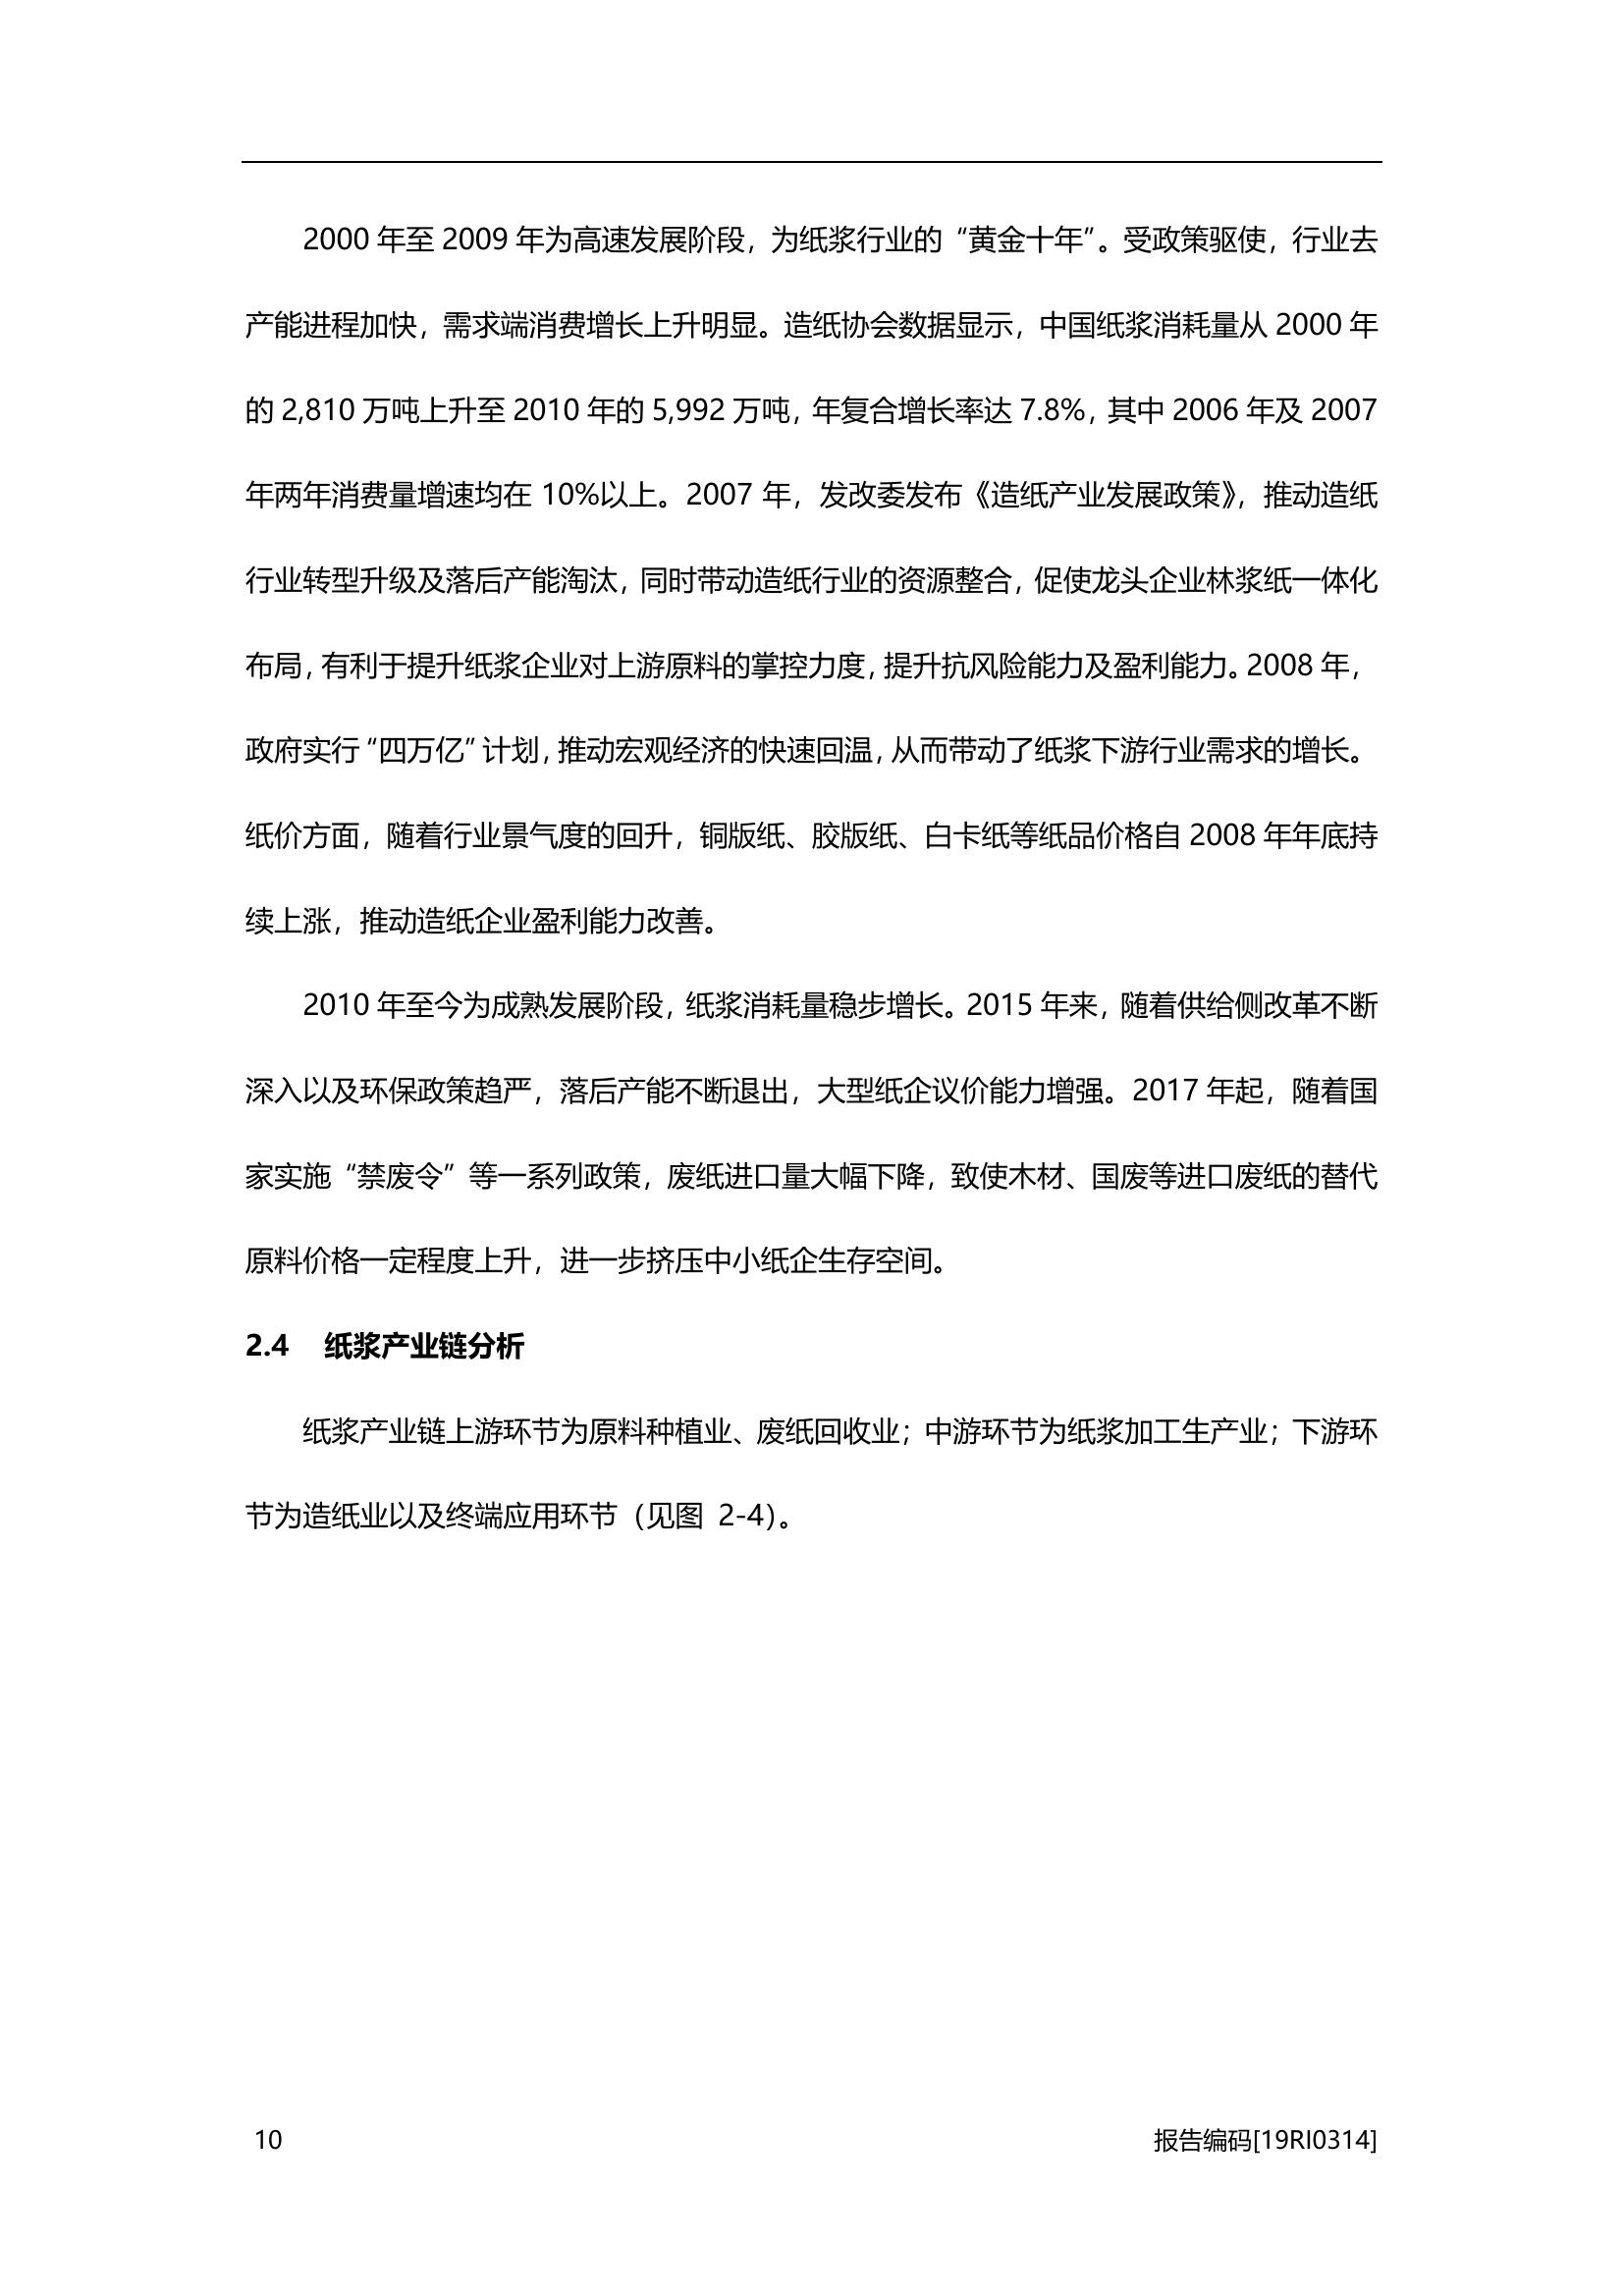 2000 年至 2009 年为高速发展阶段，为纸浆行业的“黄金十年”。受政策驱使，行业去
产能进程加快，需求端消费增长上升明显。造纸协会数据显示，中国纸浆消耗量从 2000 年
的 2,810 万吨上升至 2010 年的 5,992 万吨，年复合增长率达 7.8%，其中 2006 年及 2007
年两年消费量增速均在 10%以上。2007 年，发改委发布《造纸产业发展政策》，推动造纸
行业转型升级及落后产能淘汰，同时带动造纸行业的资源整合，促使龙头企业林浆纸一体化
布局，有利于提升纸浆企业对上游原料的掌控力度，提升抗风险能力及盈利能力。2008 年，
政府实行“四万亿”计划，推动宏观经济的快速回温，从而带动了纸浆下游行业需求的增长。
纸价方面，随着行业景气度的回升，铜版纸、胶版纸、白卡纸等纸品价格自 2008 年年底持
续上涨，推动造纸企业盈利能力改善。
2010 年至今为成熟发展阶段，纸浆消耗量稳步增长。2015 年来，随着供给侧改革不断
深入以及环保政策趋严，落后产能不断退出，大型纸企议价能力增强。2017 年起，随着国
家实施“禁废令”等一系列政策，废纸进口量大幅下降，致使木材、国废等进口废纸的替代
原料价格一定程度上升，进一步挤压中小纸企生存空间。
2.4 纸浆产业链分析
纸浆产业链上游环节为原料种植业、废纸回收业；中游环节为纸浆加工生产业；下游环
节为造纸业以及终端应用环节（见图 2-4）。
10 报告编码[19RI0314]